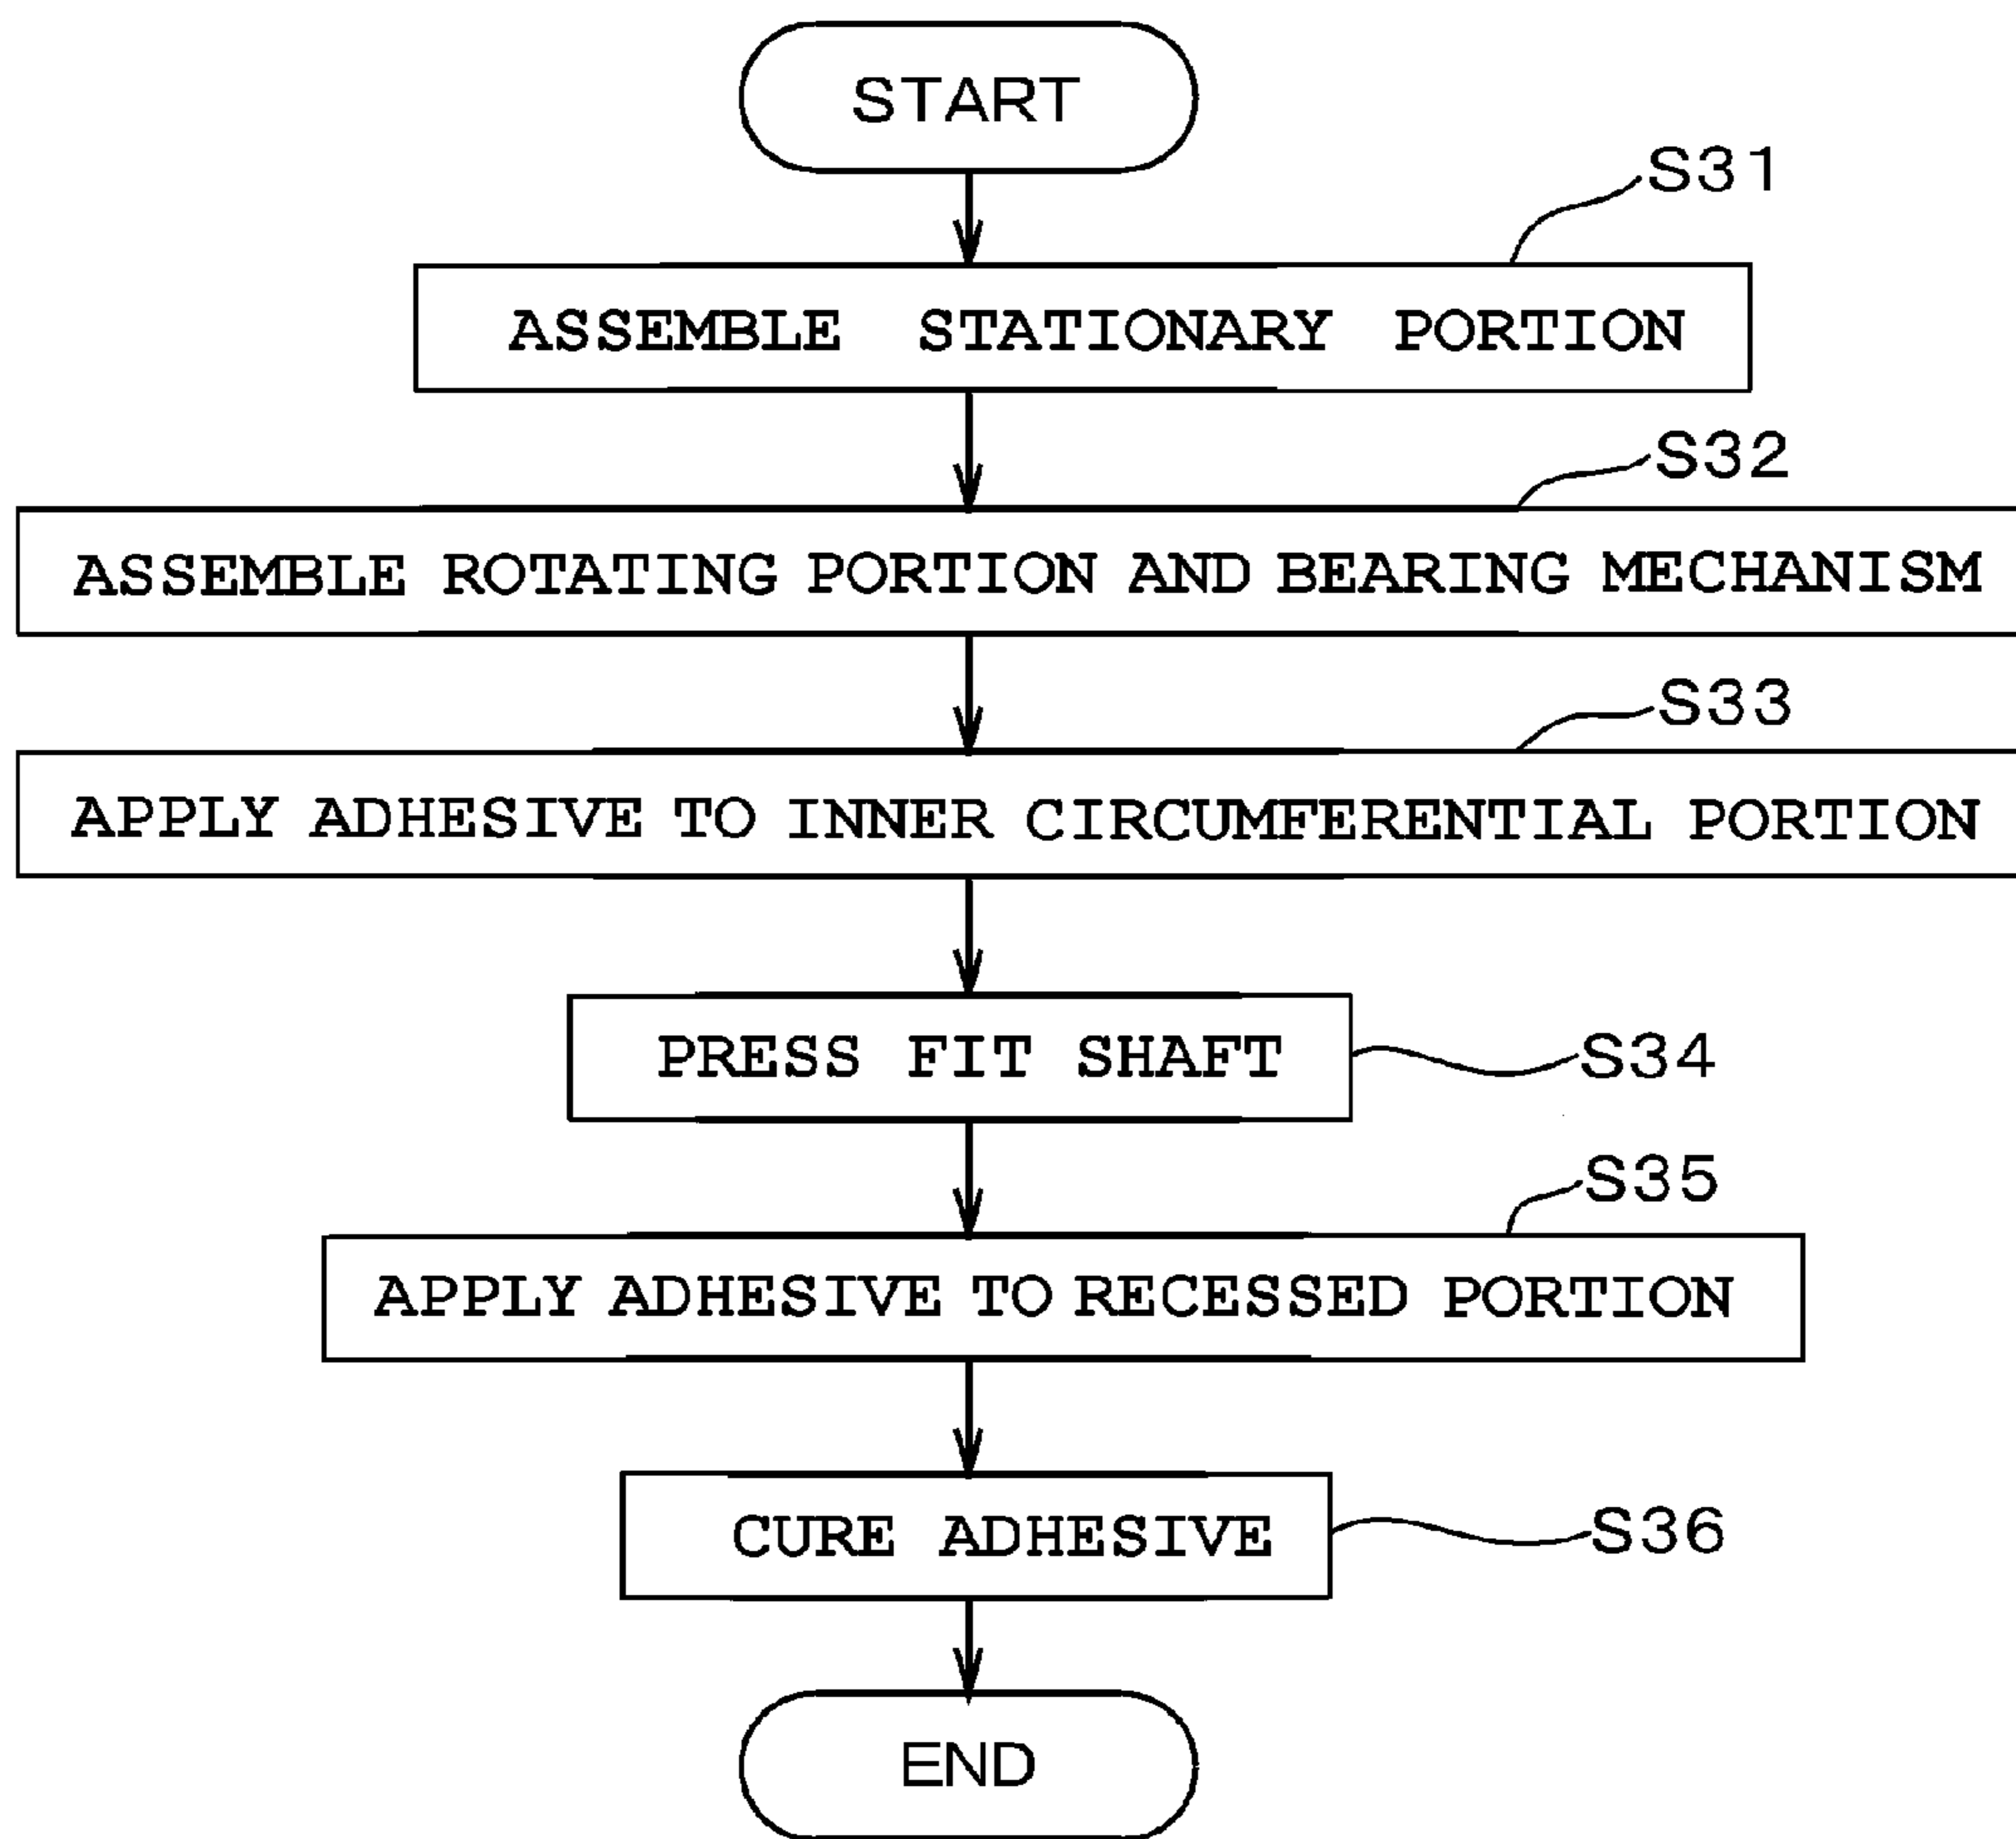 START
S31
ASSEMBLE STATIONARY PORTION
S32
ASSEMBLE ROTATING PORTION AND BEARING MECHANISM
S33
APPLY ADHESIVE TO INNER CIRCUMFERENTIAL PORTION
PRESS FIT SHAFT
S34
S35
APPLY ADHESIVE TO RECESSED PORTION
CURE ADHESIVE
S36
END